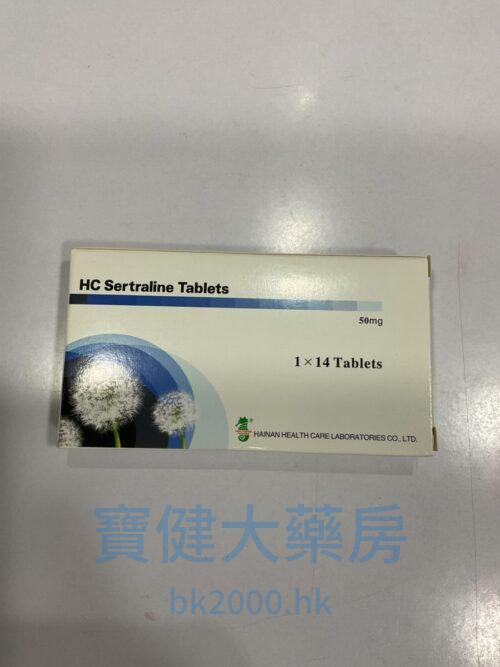 HC Sertraline Tablets
50mg
1×14 Tablets
HAINAN HEALTH CARE LABORATORIES CO., LTD.
寶健大藥房
bk2000.hk